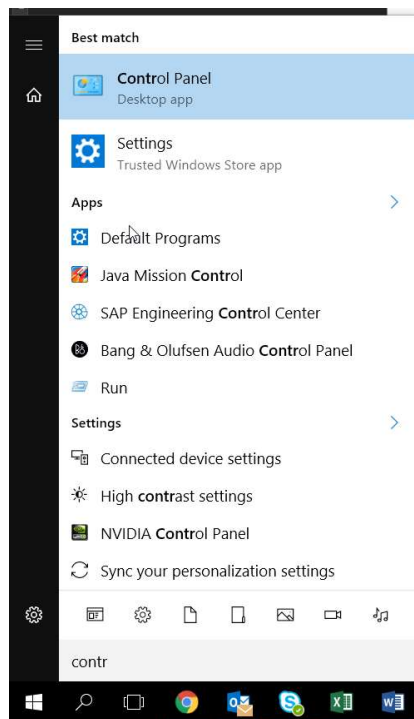 Best match
Control Panel
Desktop app
Settings
Trusted Windows Store app
Apps
Default Programs
Java Mission Control
SAP Engineering Control Center
Bang & Olufsen Audio Control Panel
Run
Settings
Connected device settings
High contrast settings
NVIDIA Control Panel
Sync your personalization settings
contr